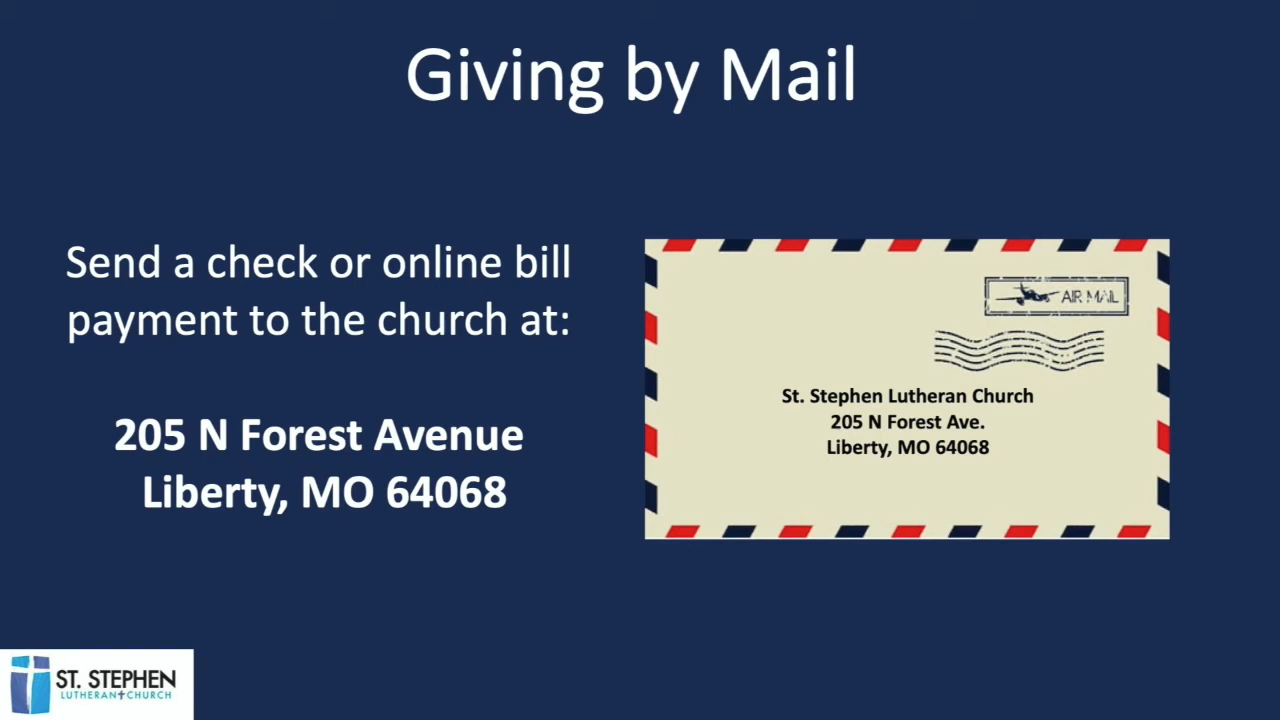 Giving by Mail
Send a check or online bill
payment to the church at:
205 N Forest Avenue
Liberty, MO 64068
AIR MAIL
St. Stephen Lutheran Church
205 N Forest Ave.
Liberty, MO 64068
ST. STEPHEN
LUTHERAN CHURCH